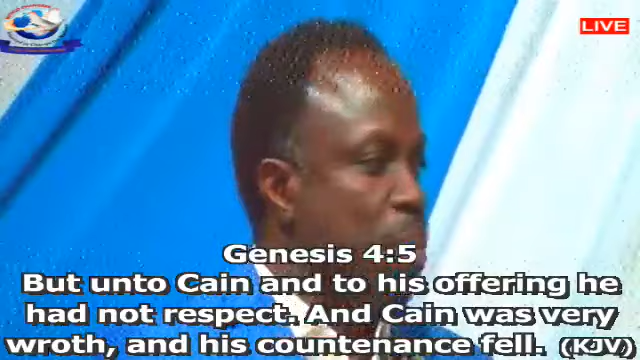 LIVE
Genesis 4:5
But unto Cain and to his offering he
had not respect. And Cain was very
wroth, and his countenance fell. (KJV)